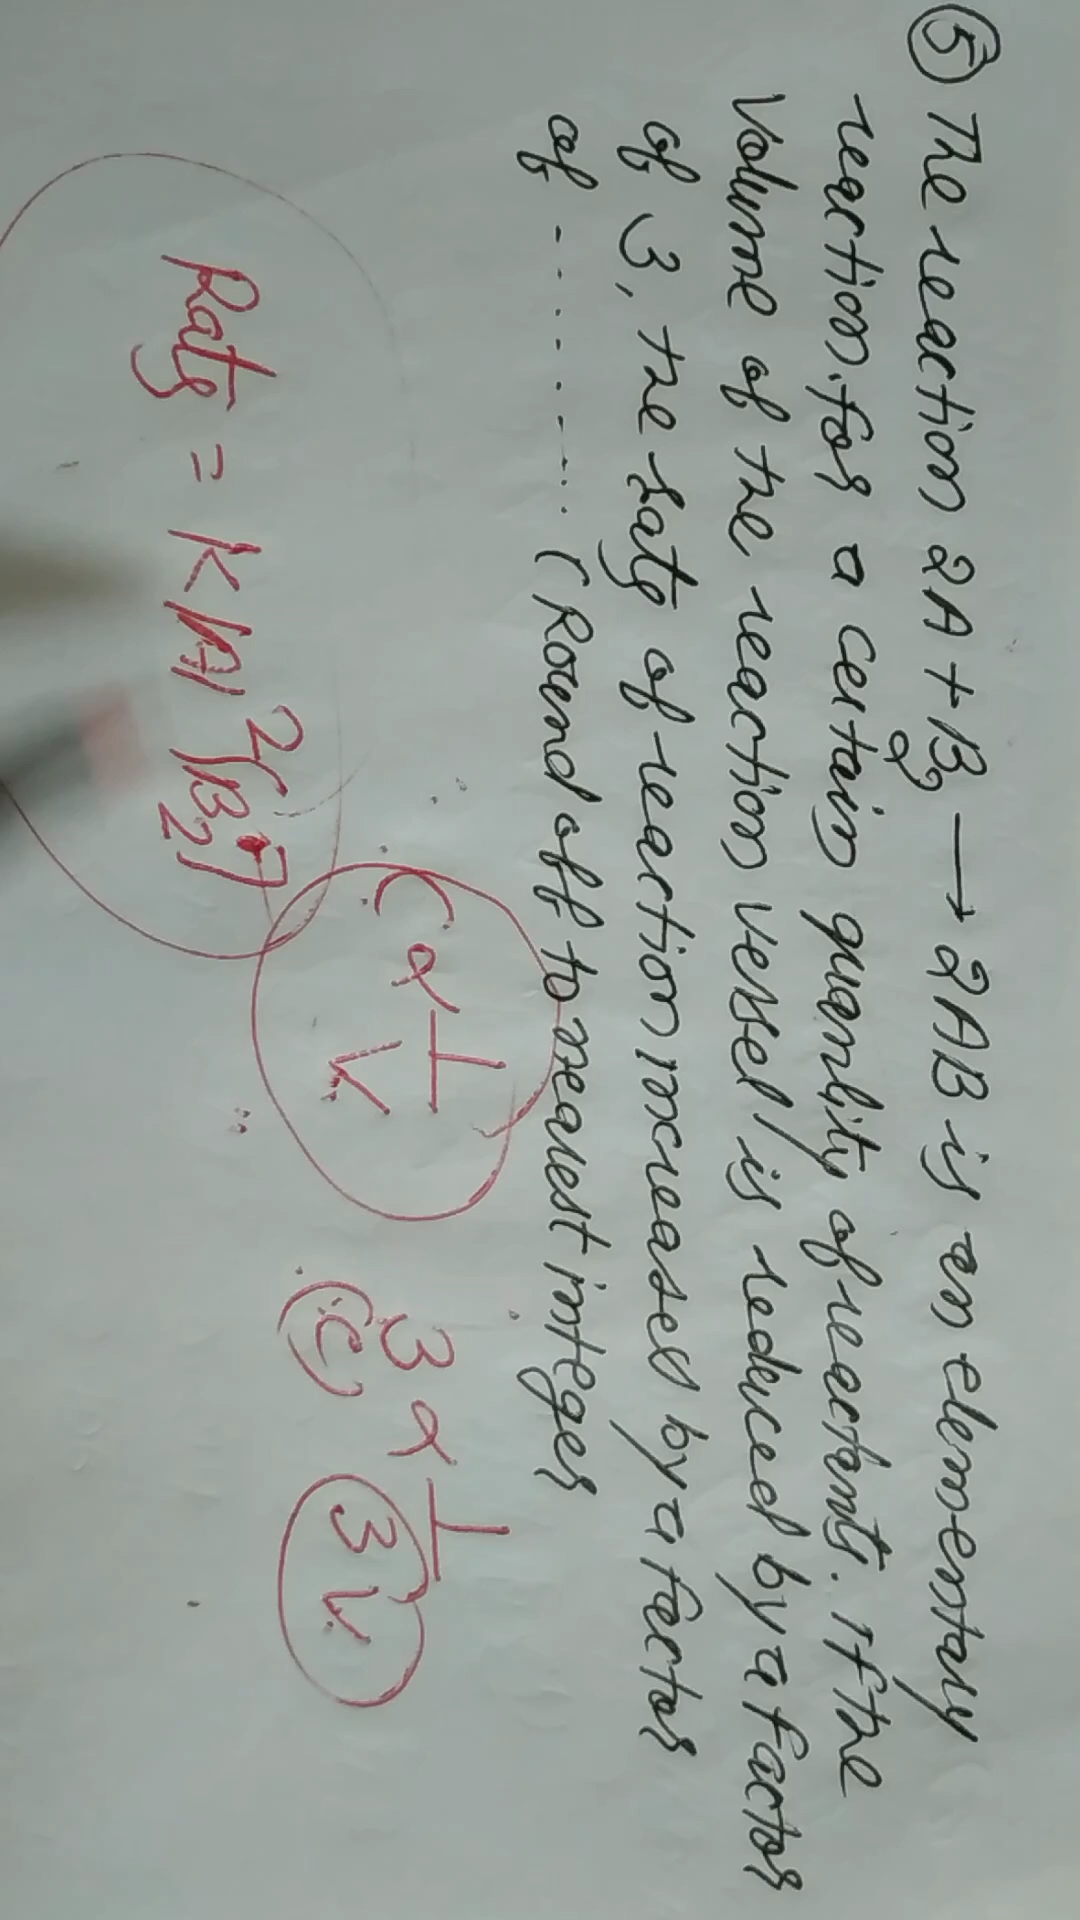 ⑤ The reaction 2A + B₂ → 2AB is an elementary
reaction. for a certain quantity of reactants. If the
Volume of the reaction vessel is reduced by a factor
of 3, the rate of reaction increases by a factor
of - ........... (Round off to nearest integer
C α 1/V
3 α 1/3V
(C)
Rate = K [A]² [B₂]